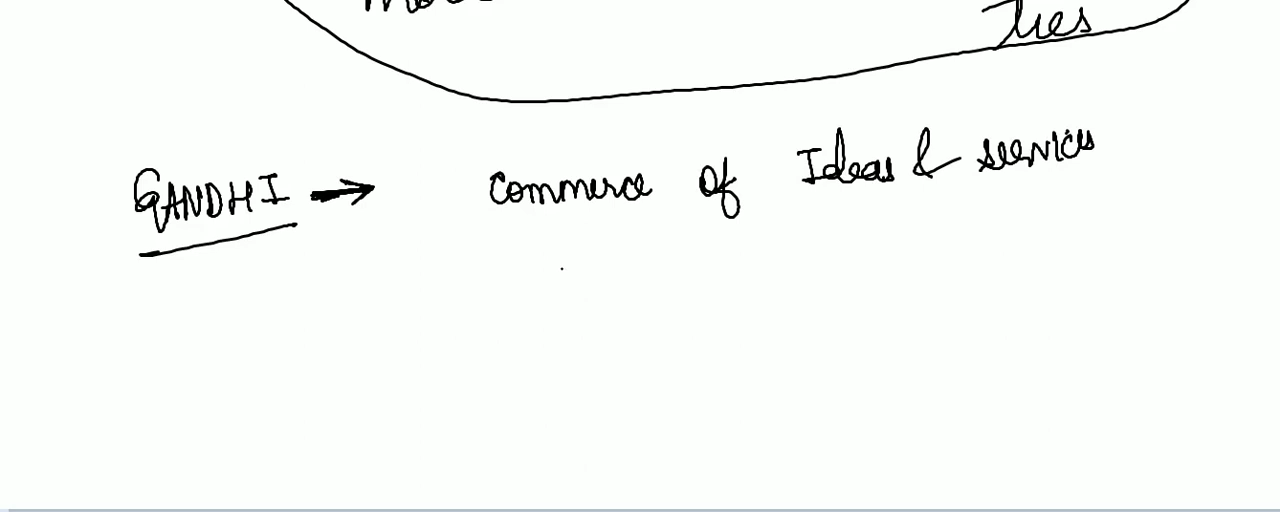 ties
GANDHI → Commerce of Ideas & services